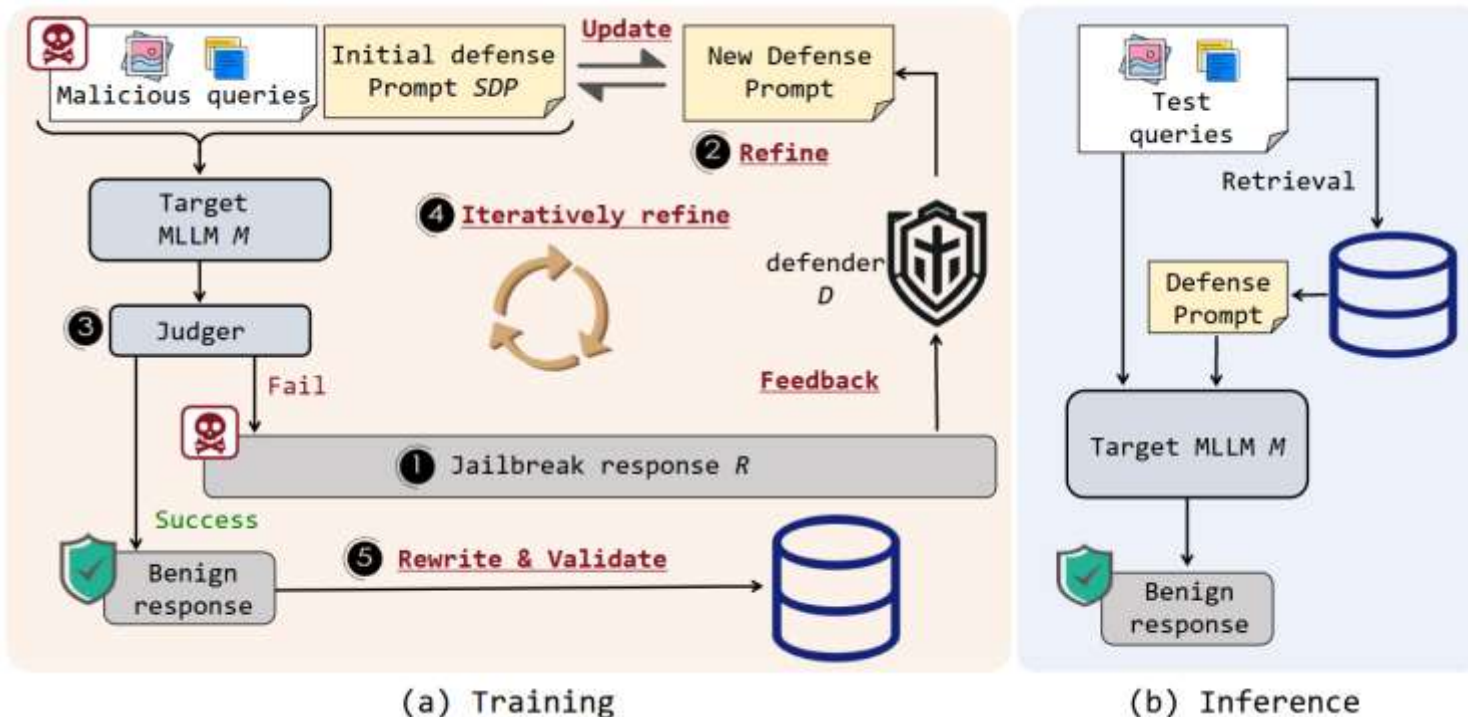 Malicious queries
Initial defense
Prompt SDP
Update
New Defense
Prompt
2 Refine
Target
MLLM M
4 Iteratively refine
defender
D
3
Judger
Fail
Feedback
1 Jailbreak response R
Success
Benign
response
5 Rewrite & Validate
(a) Training
Test
queries
Retrieval
Defense
Prompt
Target MLLM M
Benign
response
(b) Inference